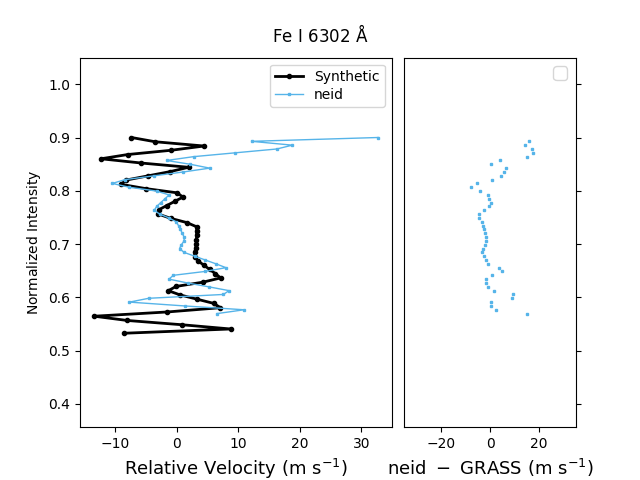 Fe I 6302 Å
Synthetic
neid
1.0
0.9
0.8
0.7
0.6
0.5
0.4
Normalized Intensity
−10 0 10 20 30
−20 0 20
Relative Velocity (m s⁻¹)
neid − GRASS (m s⁻¹)